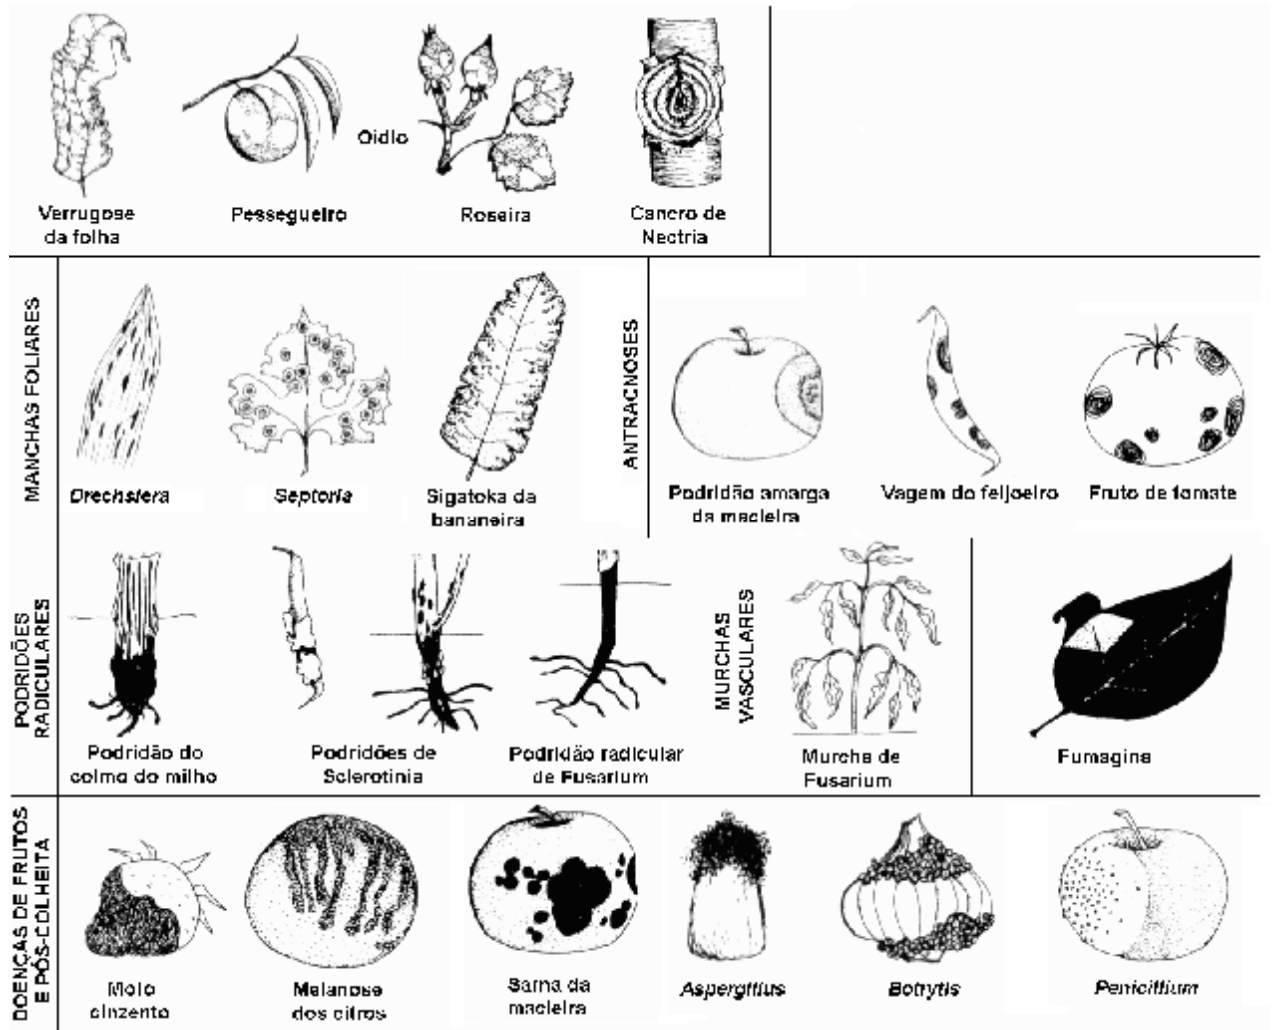 Oidio
Verrugose
da folha
Pessegueiro
Roseira
Cancro de
Nectria
MANCHAS FOLIARES
Drechslera
Septoria
Sigatoka da
bananeira
ANTRACNOSES
Podridão amarga
da macieira
Vagem do feijoeiro
Fruto de tomate
PODRIDÕES
RADICULARES
Podridão do
colmo do milho
Podridões de
Sclerotinia
Podridão radicular
de Fusarium
MURCHAS
VASCULARES
Murcha de
Fusarium
Fumagina
DOENÇAS DE FRUTOS
E PÓS-COLHEITA
Mofo
cinzento
Melanose
dos citros
Sarna da
macieira
Aspergillus
Botrytis
Penicillium